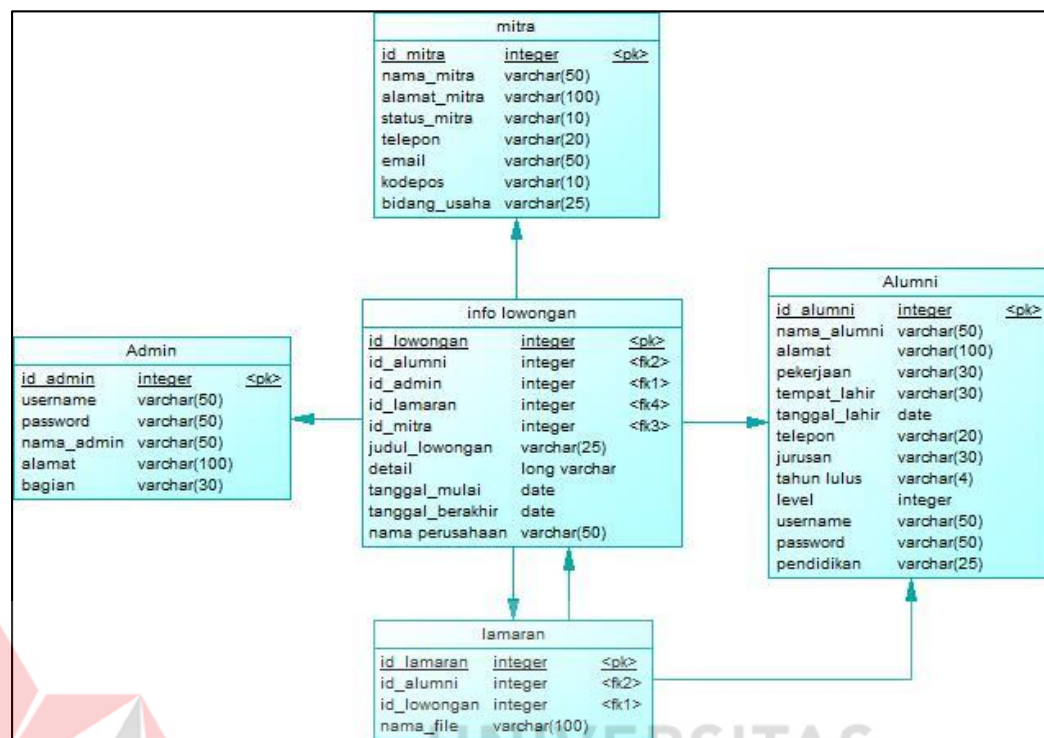 mitra
id_mitra integer <pk>
nama_mitra varchar(50)
alamat_mitra varchar(100)
status_mitra varchar(10)
telepon varchar(20)
email varchar(50)
kodepos varchar(10)
bidang_usaha varchar(25)
info lowongan
id_lowongan integer <pk>
id_alumni integer <fk2>
id_admin integer <fk1>
id_lamaran integer <fk4>
id_mitra integer <fk3>
judul_lowongan varchar(25)
detail long varchar
tanggal_mulai date
tanggal_berakhir date
nama perusahaan varchar(50)
Alumni
id_alumni integer <pk>
nama_alumni varchar(50)
alamat varchar(100)
pekerjaan varchar(30)
tempat_lahir varchar(30)
tanggal_lahir date
telepon varchar(20)
jurusan varchar(30)
tahun lulus varchar(4)
level integer
username varchar(50)
password varchar(50)
pendidikan varchar(25)
Admin
id_admin integer <pk>
username varchar(50)
password varchar(50)
nama_admin varchar(50)
alamat varchar(100)
bagian varchar(30)
lamaran
id_lamaran integer <pk>
id_alumni integer <fk2>
id_lowongan integer <fk1>
nama_file varchar(100)
UNIVERSITAS